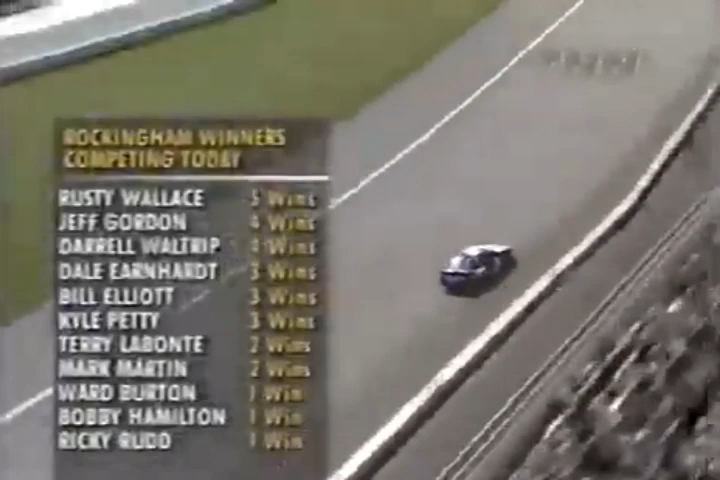 ROCKINGHAM WINNERS
COMPETING TODAY
RUSTY WALLACE 5 Wins
JEFF GORDON 4 Wins
DARRELL WALTRIP 4 Wins
DALE EARNHARDT 3 Wins
BILL ELLIOTT 3 Wins
KYLE PETTY 3 Wins
TERRY LABONTE 2 Wins
MARK MARTIN 2 Wins
WARD BURTON 1 Win
BOBBY HAMILTON 1 Win
RICKY RUDD 1 Win